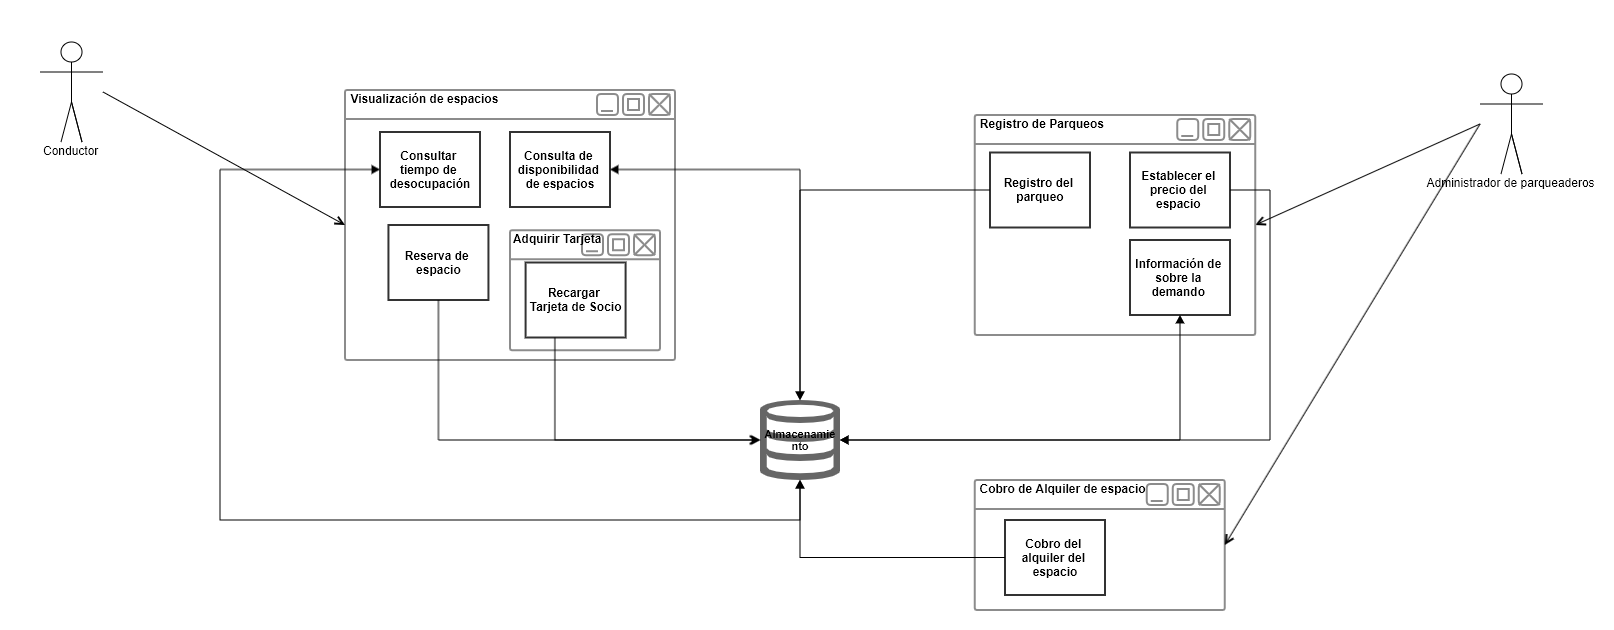 Conductor
Visualización de espacios
Consultar
tiempo de
desocupación
Consulta de
disponibilidad
de espacios
Reserva de
espacio
Adquirir Tarjeta
Recargar
Tarjeta de Socio
Almacenamie
nto
Registro de Parqueos
Registro del
parqueo
Establecer el
precio del
espacio
Información de
sobre la
demando
Administrador de parqueaderos
Cobro de Alquiler de espacio
Cobro del
alquiler del
espacio